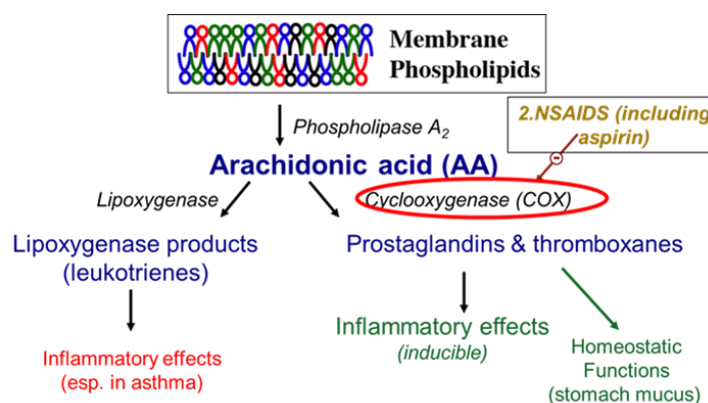 Membrane
Phospholipids
2.NSAIDS (including
aspirin)
Phospholipase A2
Arachidonic acid (AA)
Lipoxygenase
Cyclooxygenase (COX)
Lipoxygenase products
(leukotrienes)
Prostaglandins & thromboxanes
Inflammatory effects
(inducible)
Inflammatory effects
(esp. in asthma)
Homeostatic
Functions
(stomach mucus)